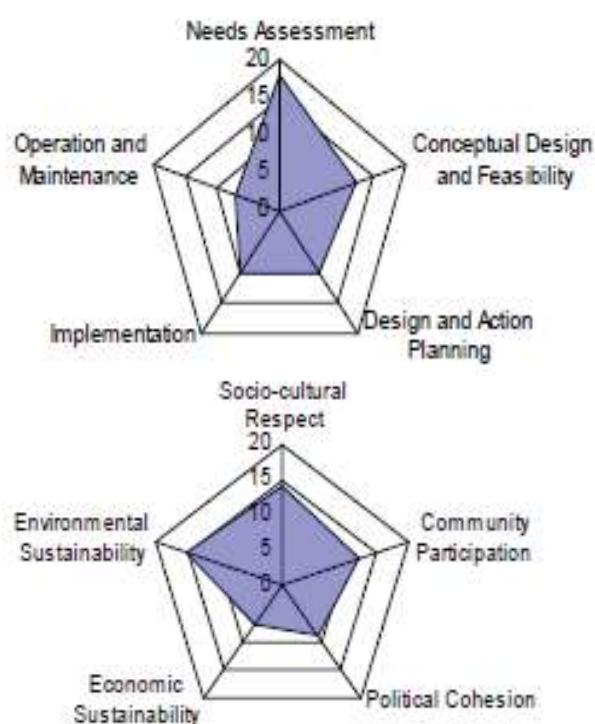 Needs Assessment
20
15
10
5
0
Operation and
Maintenance
Conceptual Design
and Feasibility
Implementation
Design and Action
Planning
Socio-cultural
Respect
20
15
10
5
0
Environmental
Sustainability
Community
Participation
Economic
Sustainability
Political Cohesion